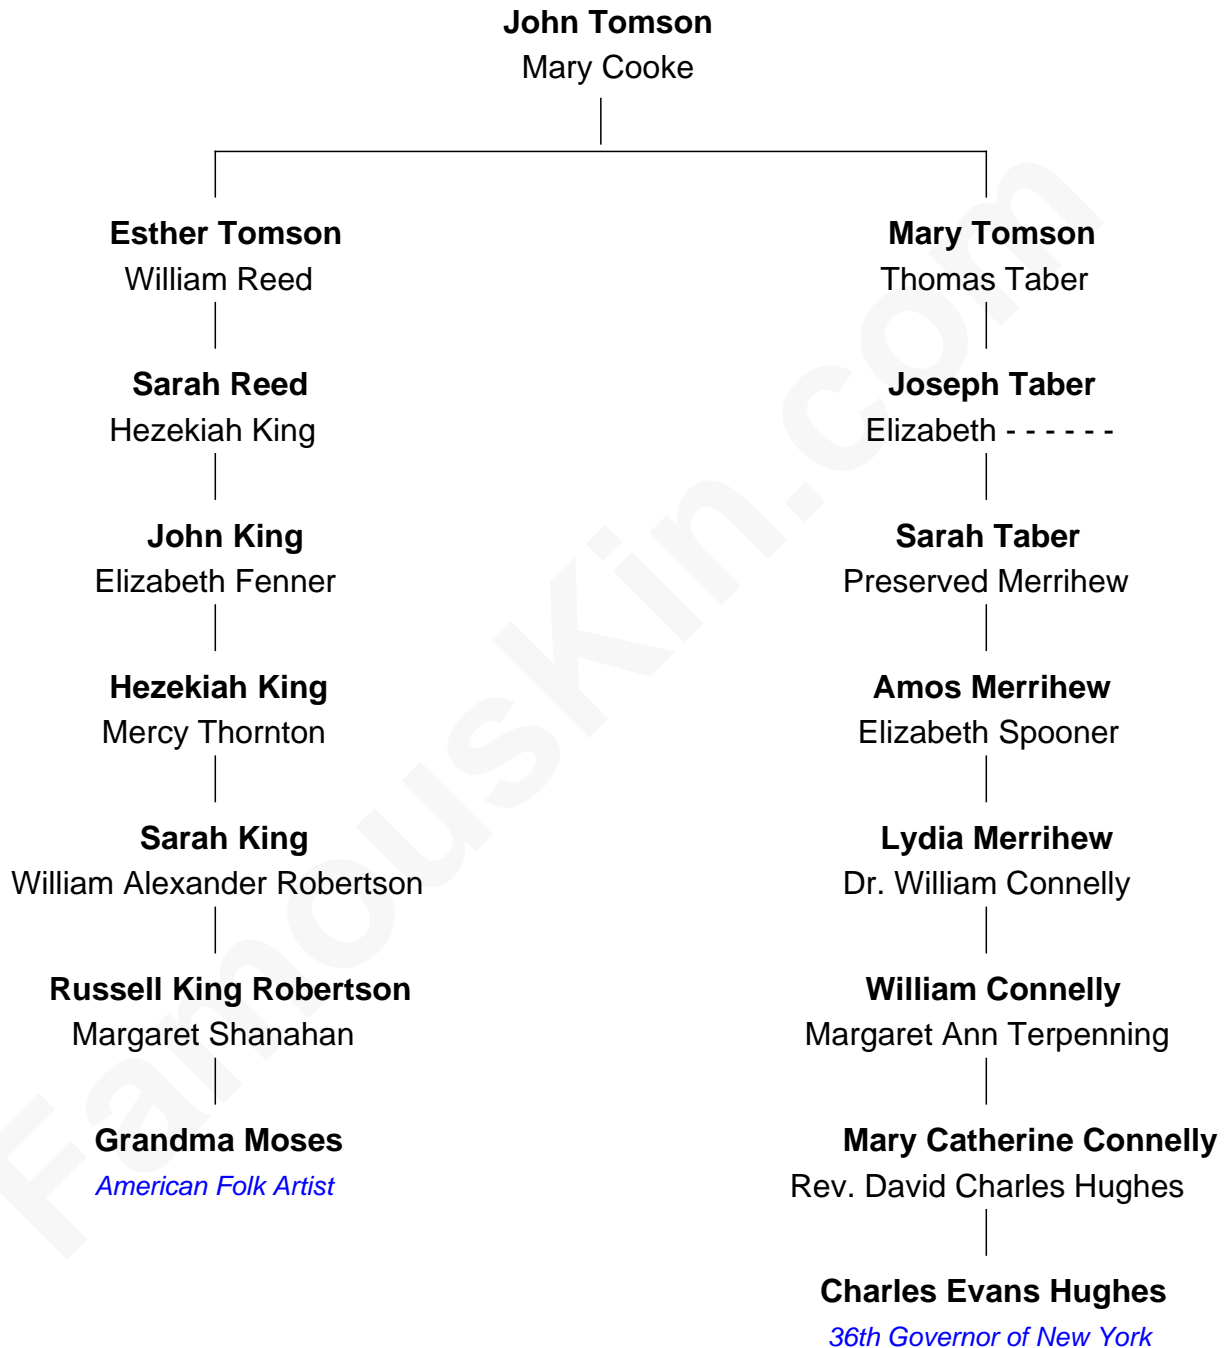 John Tomson
Mary Cooke
Esther Tomson
William Reed
Sarah Reed
Hezekiah King
John King
Elizabeth Fenner
Hezekiah King
Mercy Thornton
Sarah King
William Alexander Robertson
Russell King Robertson
Margaret Shanahan
Grandma Moses
American Folk Artist
Mary Tomson
Thomas Taber
Joseph Taber
Elizabeth - - - - - -
Sarah Taber
Preserved Merrihew
Amos Merrihew
Elizabeth Spooner
Lydia Merrihew
Dr. William Connelly
William Connelly
Margaret Ann Terpenning
Mary Catherine Connelly
Rev. David Charles Hughes
Charles Evans Hughes
36th Governor of New York
FamousKin.com